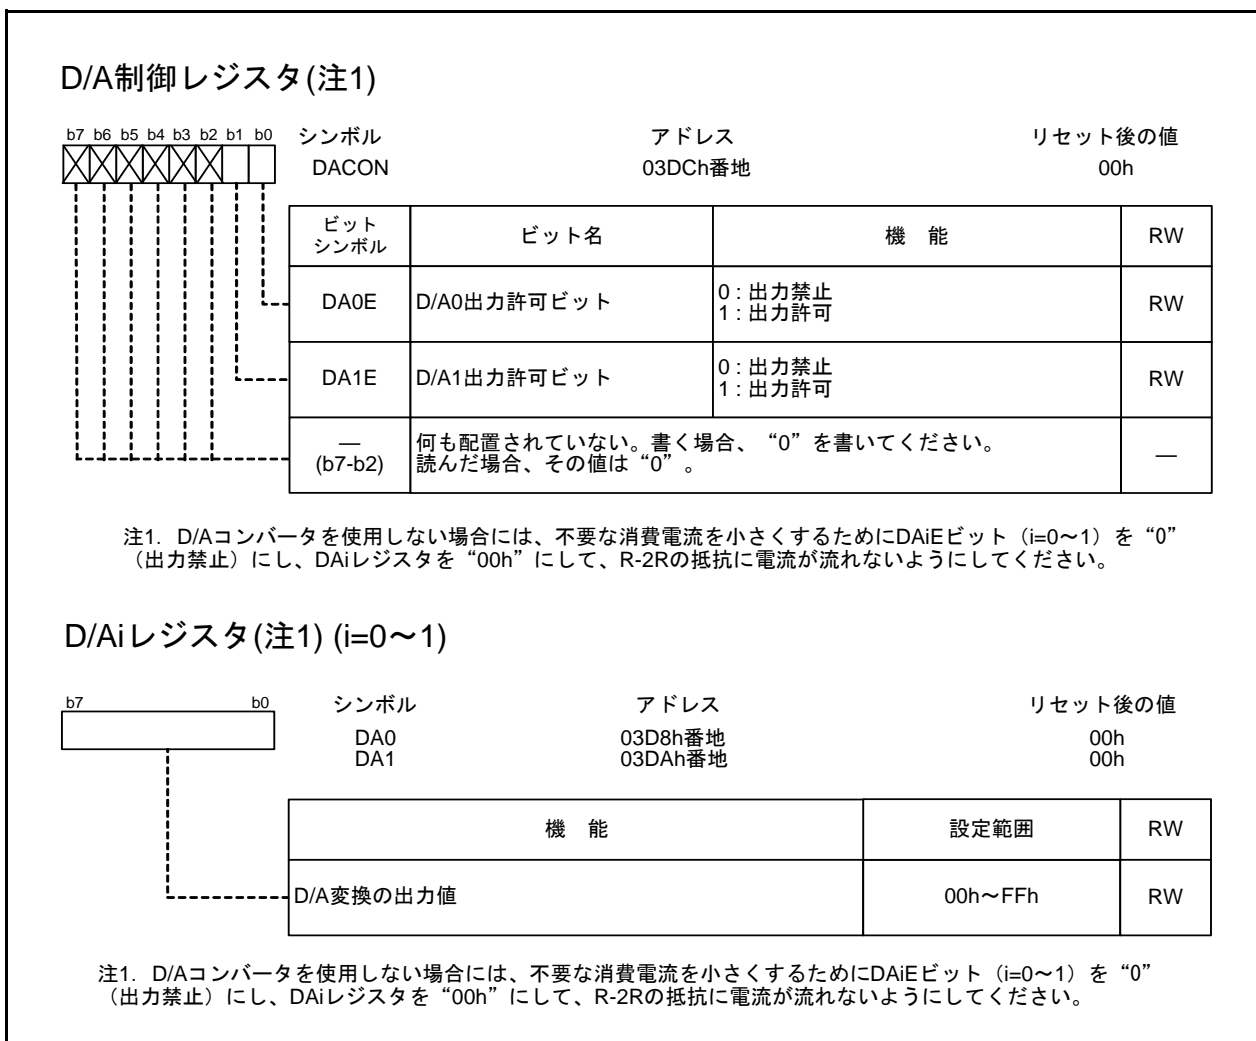 D/A制御レジスタ(注1)
b7 b6 b5 b4 b3 b2 b1 b0
シンボル アドレス リセット後の値
DACON 03DCh番地 00h
ビット
シンボル ビット名 機 能 RW
DA0E D/A0出力許可ビット 0 : 出力禁止
1 : 出力許可 RW
DA1E D/A1出力許可ビット 0 : 出力禁止
1 : 出力許可 RW
—
(b7-b2) 何も配置されていない。書く場合、“0”を書いてください。
読んだ場合、その値は“0”。 —
注1. D/Aコンバータを使用しない場合には、不要な消費電流を小さくするためにDAiEビット（i=0～1）を“0”
（出力禁止）にし、DAiレジスタを“00h”にして、R-2Rの抵抗に電流が流れないようにしてください。
D/Aiレジスタ(注1) (i=0～1)
b7 b0
シンボル アドレス リセット後の値
DA0 03D8h番地 00h
DA1 03DAh番地 00h
機 能 設定範囲 RW
D/A変換の出力値 00h～FFh RW
注1. D/Aコンバータを使用しない場合には、不要な消費電流を小さくするためにDAiEビット（i=0～1）を“0”
（出力禁止）にし、DAiレジスタを“00h”にして、R-2Rの抵抗に電流が流れないようにしてください。